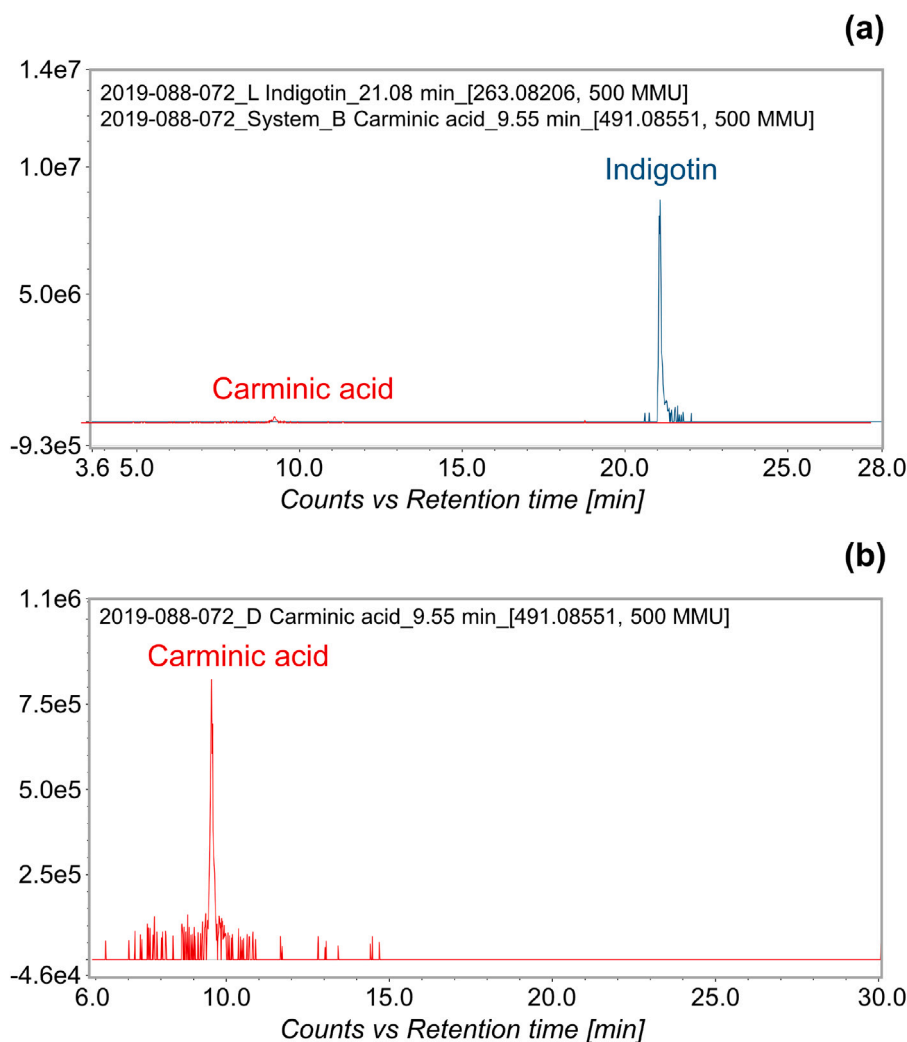 (a)
1.4e7
2019-088-072_L Indigotin_21.08 min_[263.08206, 500 MMU]
2019-088-072_System_B Carminic acid_9.55 min_[491.08551, 500 MMU]
1.0e7
Indigotin
5.0e6
Carminic acid
-9.3e5
3.6 5.0 10.0 15.0 20.0 25.0 28.0
Counts vs Retention time [min]
(b)
1.1e6
2019-088-072_D Carminic acid_9.55 min_[491.08551, 500 MMU]
Carminic acid
7.5e5
5.0e5
2.5e5
-4.6e4
6.0 10.0 15.0 20.0 25.0 30.0
Counts vs Retention time [min]